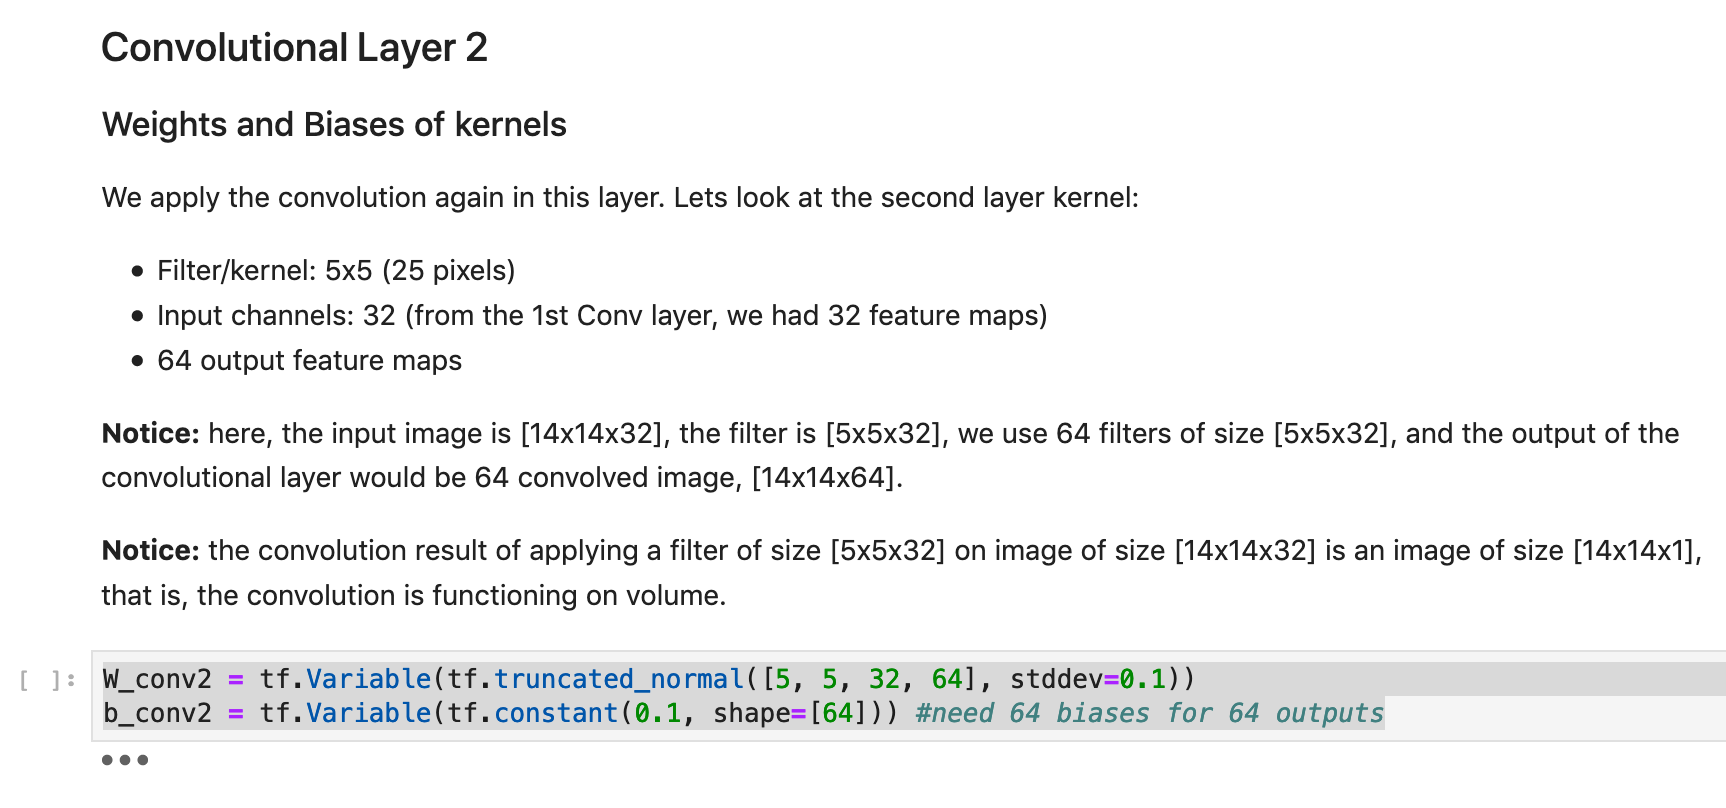 Convolutional Layer 2
Weights and Biases of kernels
We apply the convolution again in this layer. Lets look at the second layer kernel:
• Filter/kernel: 5x5 (25 pixels)
• Input channels: 32 (from the 1st Conv layer, we had 32 feature maps)
• 64 output feature maps
Notice: here, the input image is [14x14x32], the filter is [5x5x32], we use 64 filters of size [5x5x32], and the output of the
convolutional layer would be 64 convolved image, [14x14x64].
Notice: the convolution result of applying a filter of size [5x5x32] on image of size [14x14x32] is an image of size [14x14x1],
that is, the convolution is functioning on volume.
[ ]: W_conv2 = tf.Variable(tf.truncated_normal([5, 5, 32, 64], stddev=0.1))
b_conv2 = tf.Variable(tf.constant(0.1, shape=[64])) #need 64 biases for 64 outputs
•••